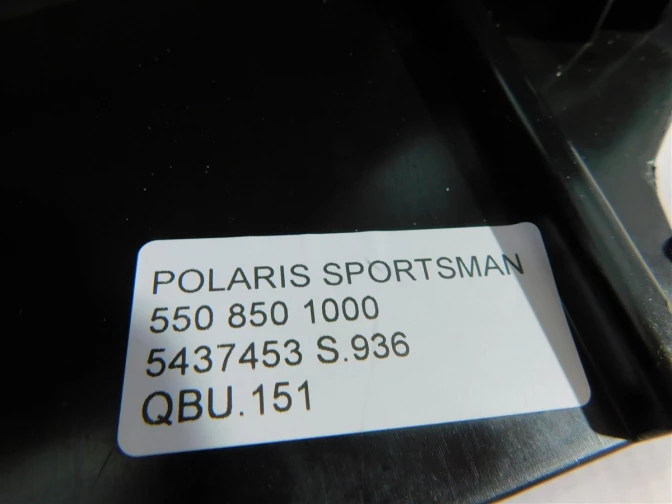 POLARIS SPORTSMAN
550 850 1000
5437453 S.936
QBU.151